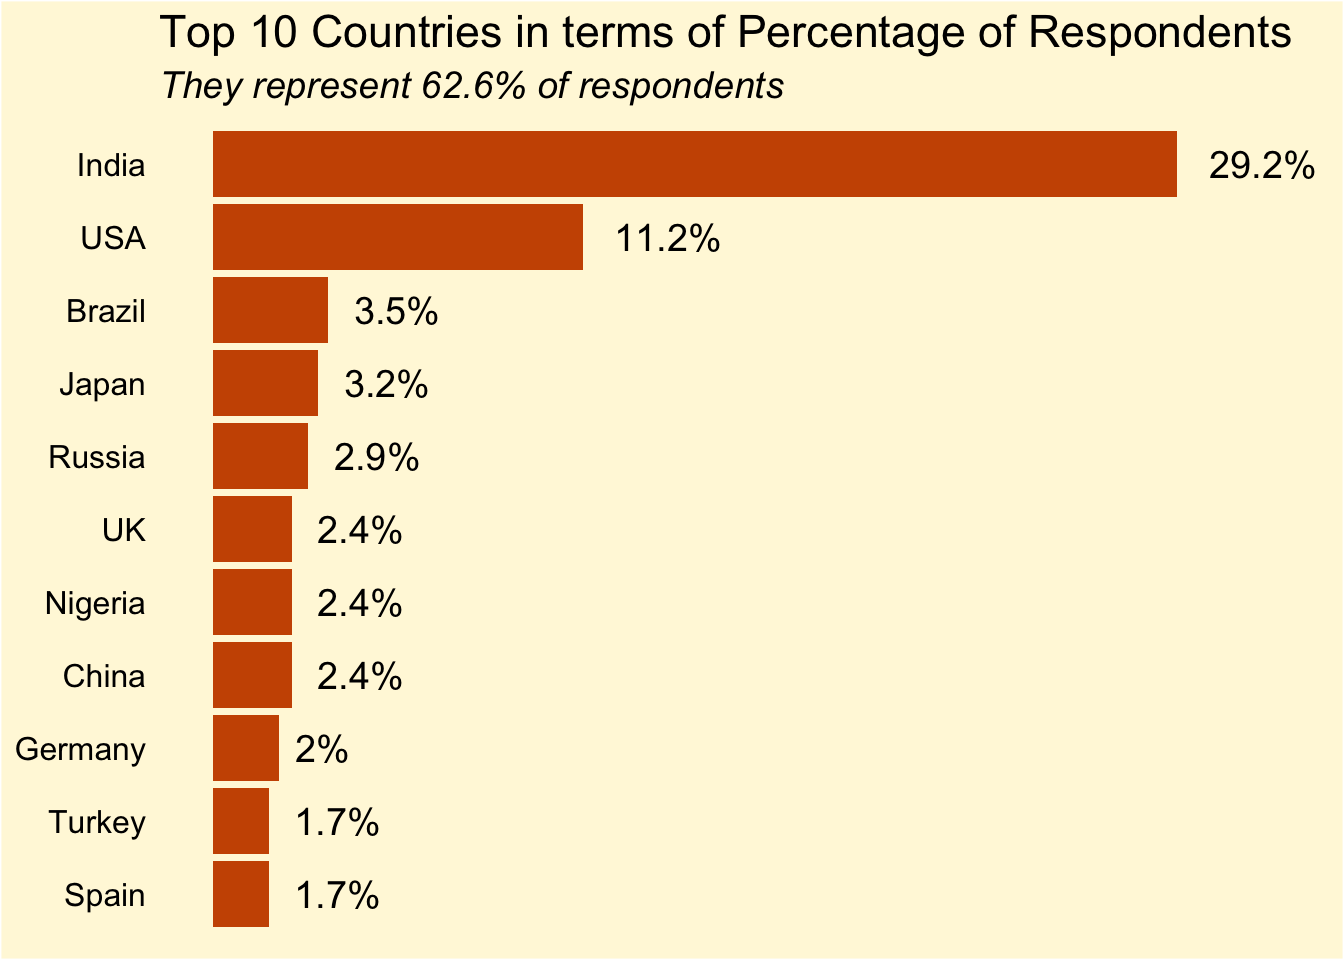 Top 10 Countries in terms of Percentage of Respondents
They represent 62.6% of respondents
India 29.2%
USA 11.2%
Brazil 3.5%
Japan 3.2%
Russia 2.9%
UK 2.4%
Nigeria 2.4%
China 2.4%
Germany 2%
Turkey 1.7%
Spain 1.7%